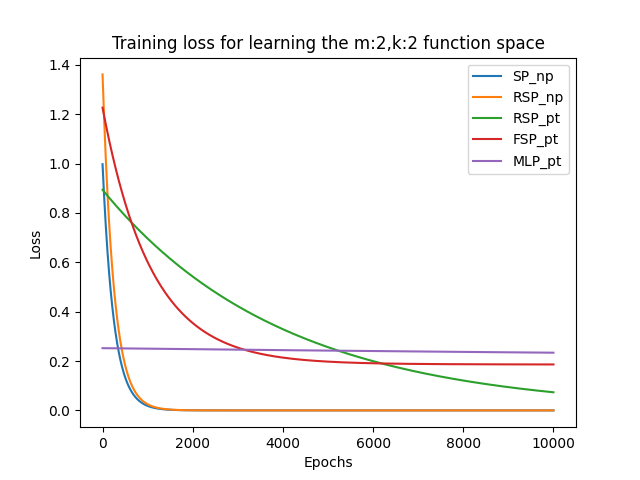 Training loss for learning the m:2,k:2 function space
SP_np
RSP_np
RSP_pt
FSP_pt
MLP_pt
Loss
1.4
1.2
1.0
0.8
0.6
0.4
0.2
0.0
0 2000 4000 6000 8000 10000
Epochs